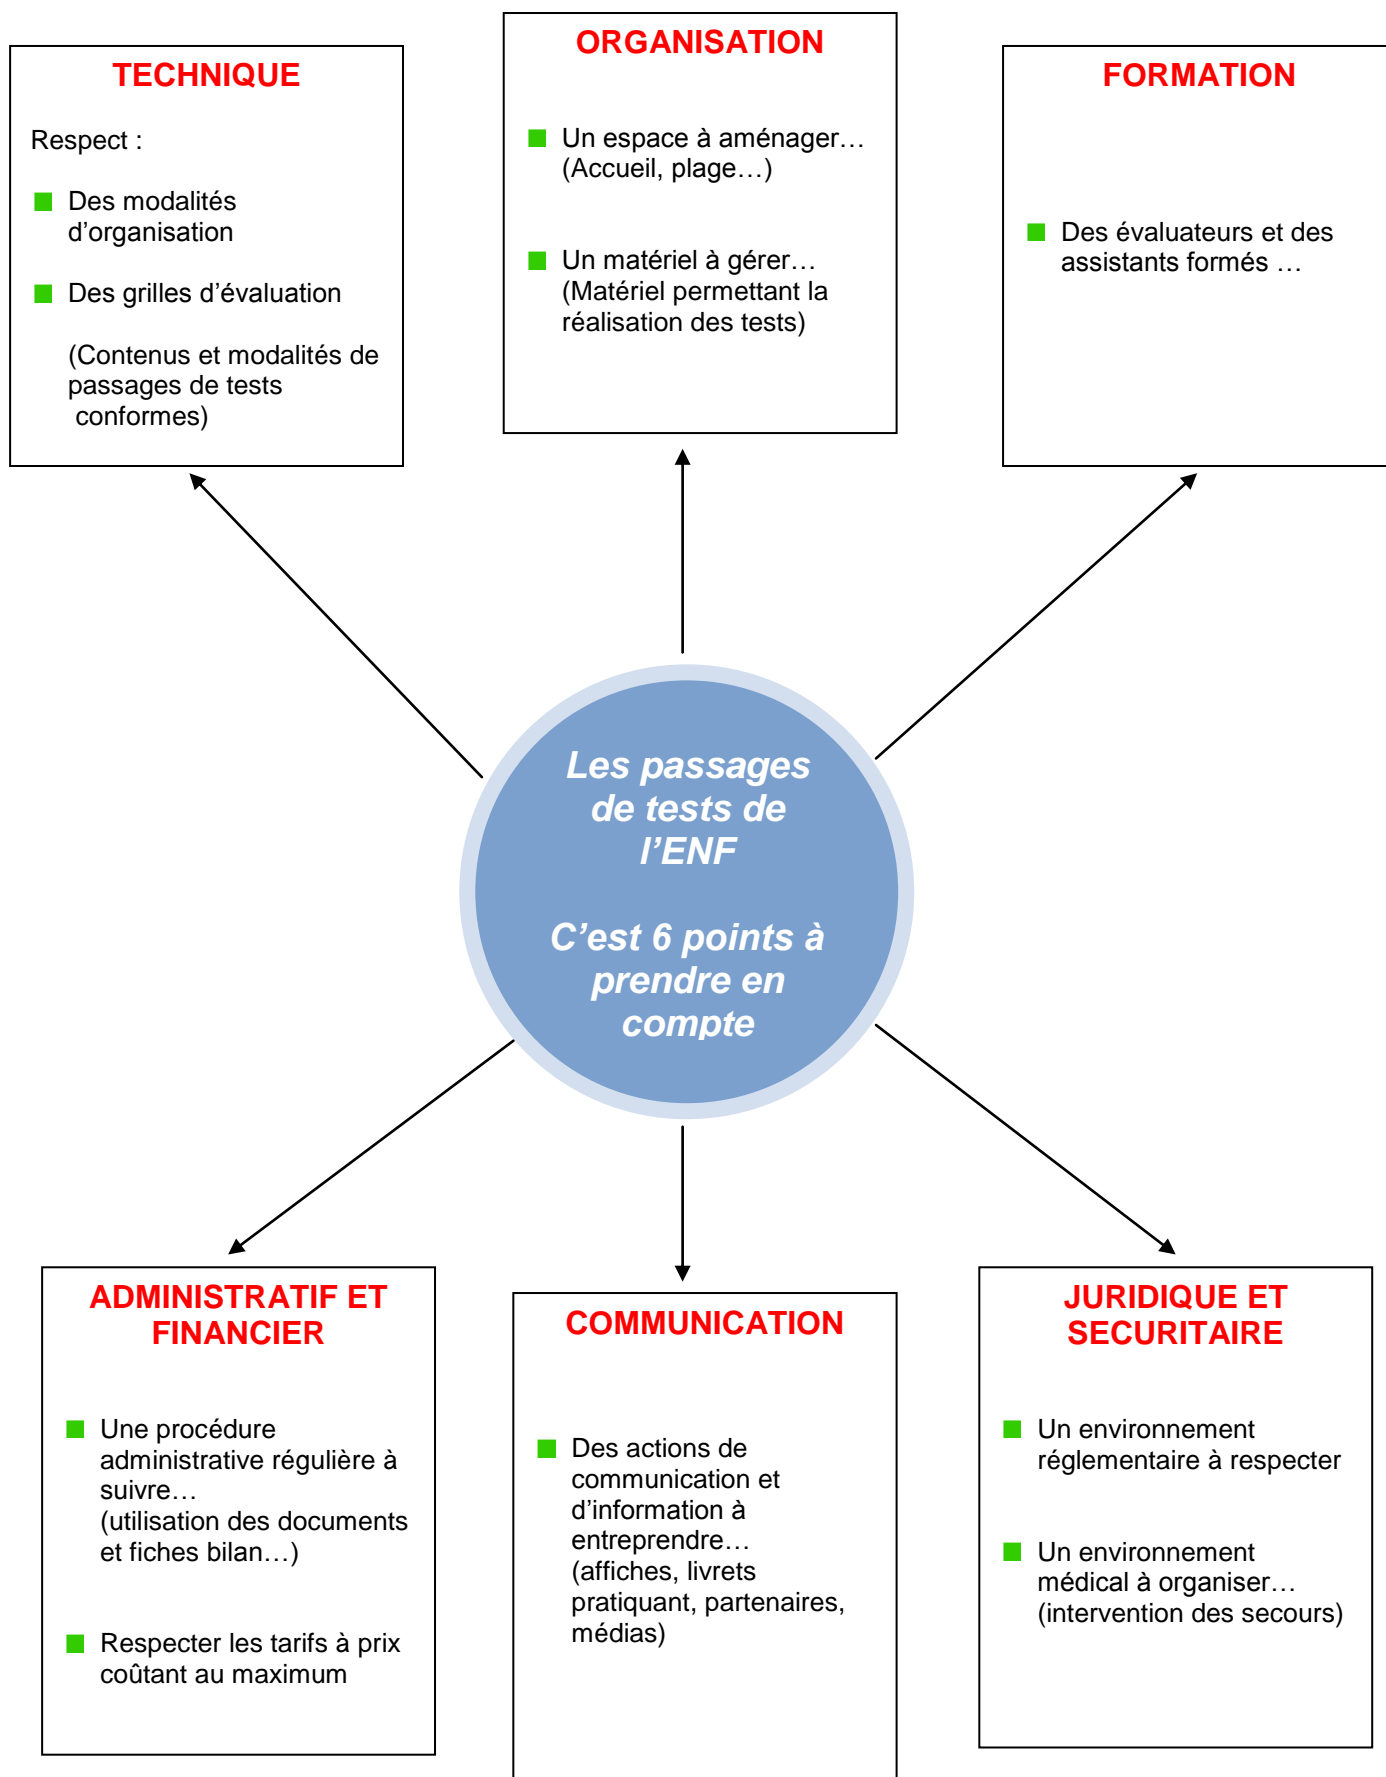 TECHNIQUE
Respect :
Des modalités
d’organisation
Des grilles d’évaluation
(Contenus et modalités de
passages de tests
conformes)
ORGANISATION
Un espace à aménager…
(Accueil, plage…)
Un matériel à gérer…
(Matériel permettant la
réalisation des tests)
FORMATION
Des évaluateurs et des
assistants formés …
Les passages
de tests de
l’ENF
C’est 6 points à
prendre en
compte
ADMINISTRATIF ET
FINANCIER
Une procédure
administrative régulière à
suivre…
(utilisation des documents
et fiches bilan…)
Respecter les tarifs à prix
coûtant au maximum
COMMUNICATION
Des actions de
communication et
d’information à
entreprendre…
(affiches, livrets
pratiquant, partenaires,
médias)
JURIDIQUE ET
SECURITAIRE
Un environnement
réglementaire à respecter
Un environnement
médical à organiser…
(intervention des secours)